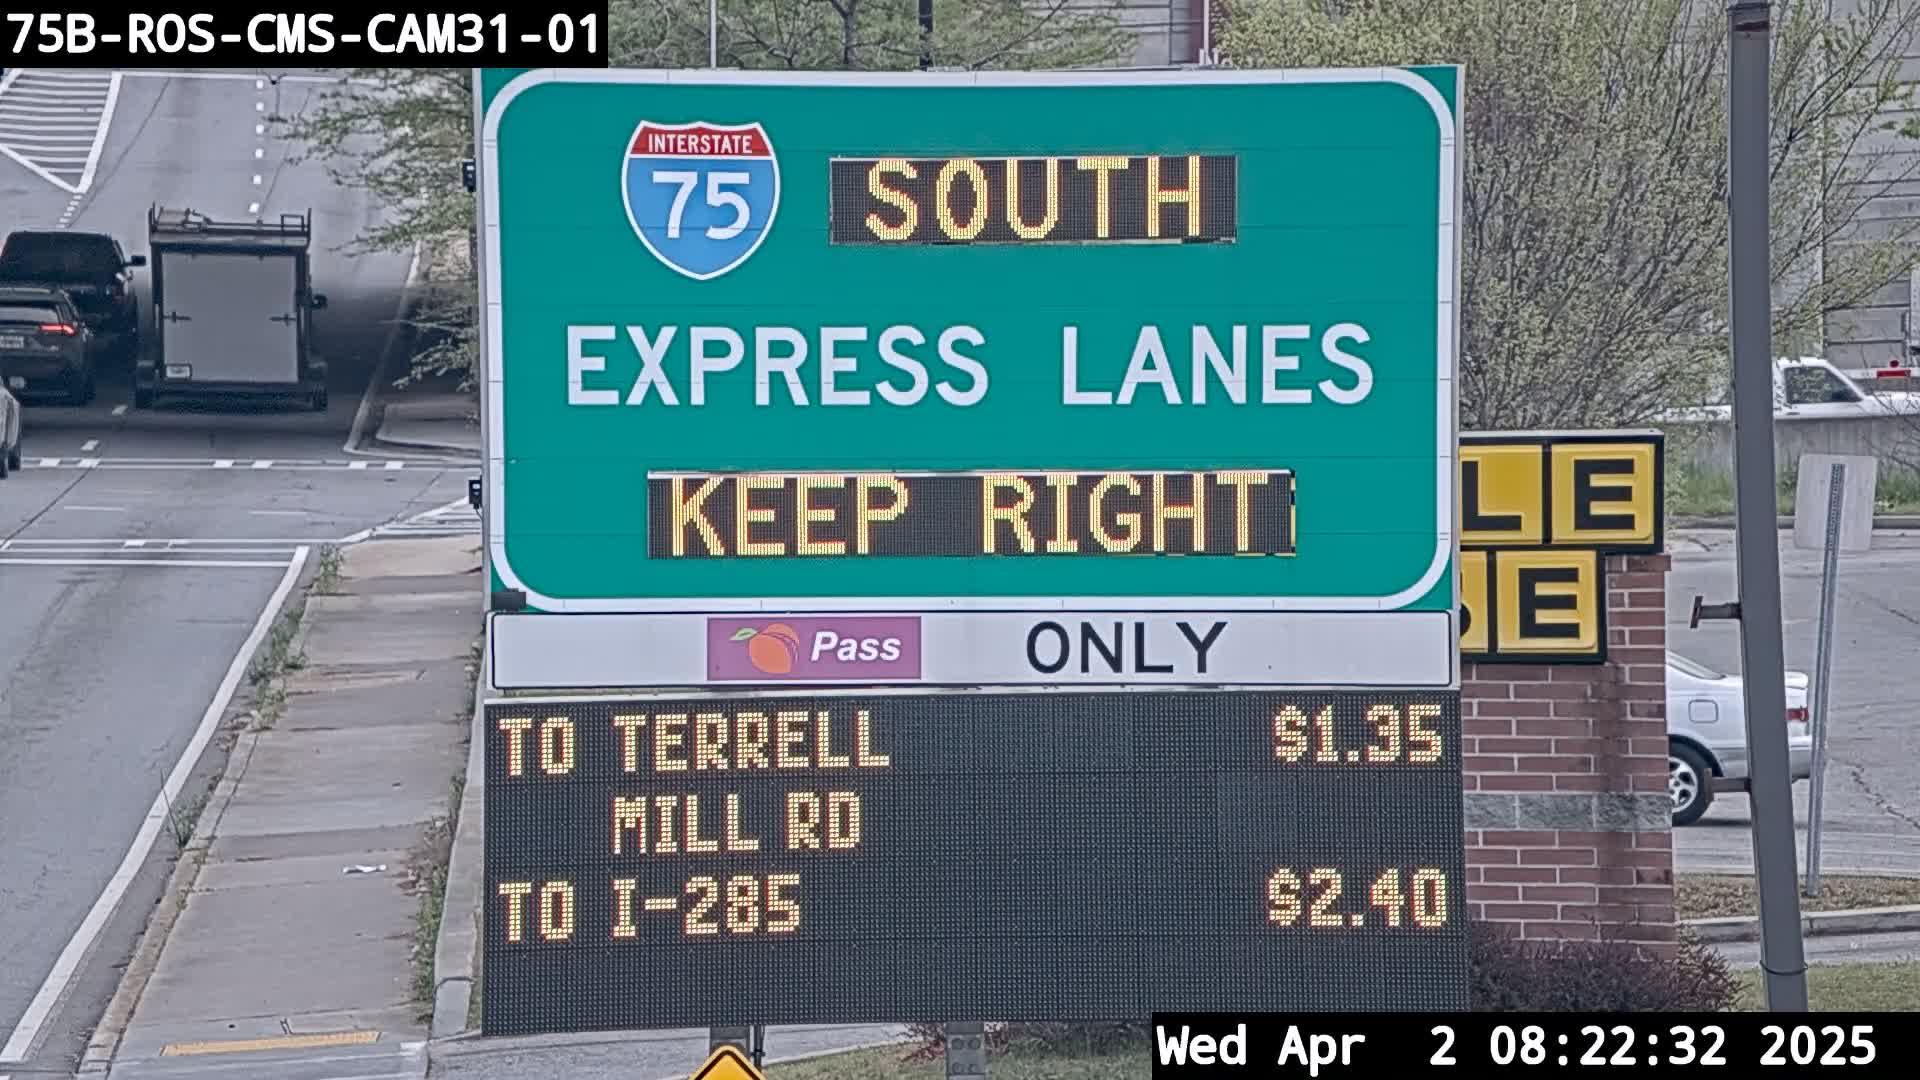 75B-ROS-CMS-CAM31-01
INTERSTATE
75
SOUTH
EXPRESS LANES
KEEP RIGHT
Pass ONLY
TO TERRELL $1.35
MILL RD
TO I-285 $2.40
LE
E
Wed Apr 2 08:22:32 2025